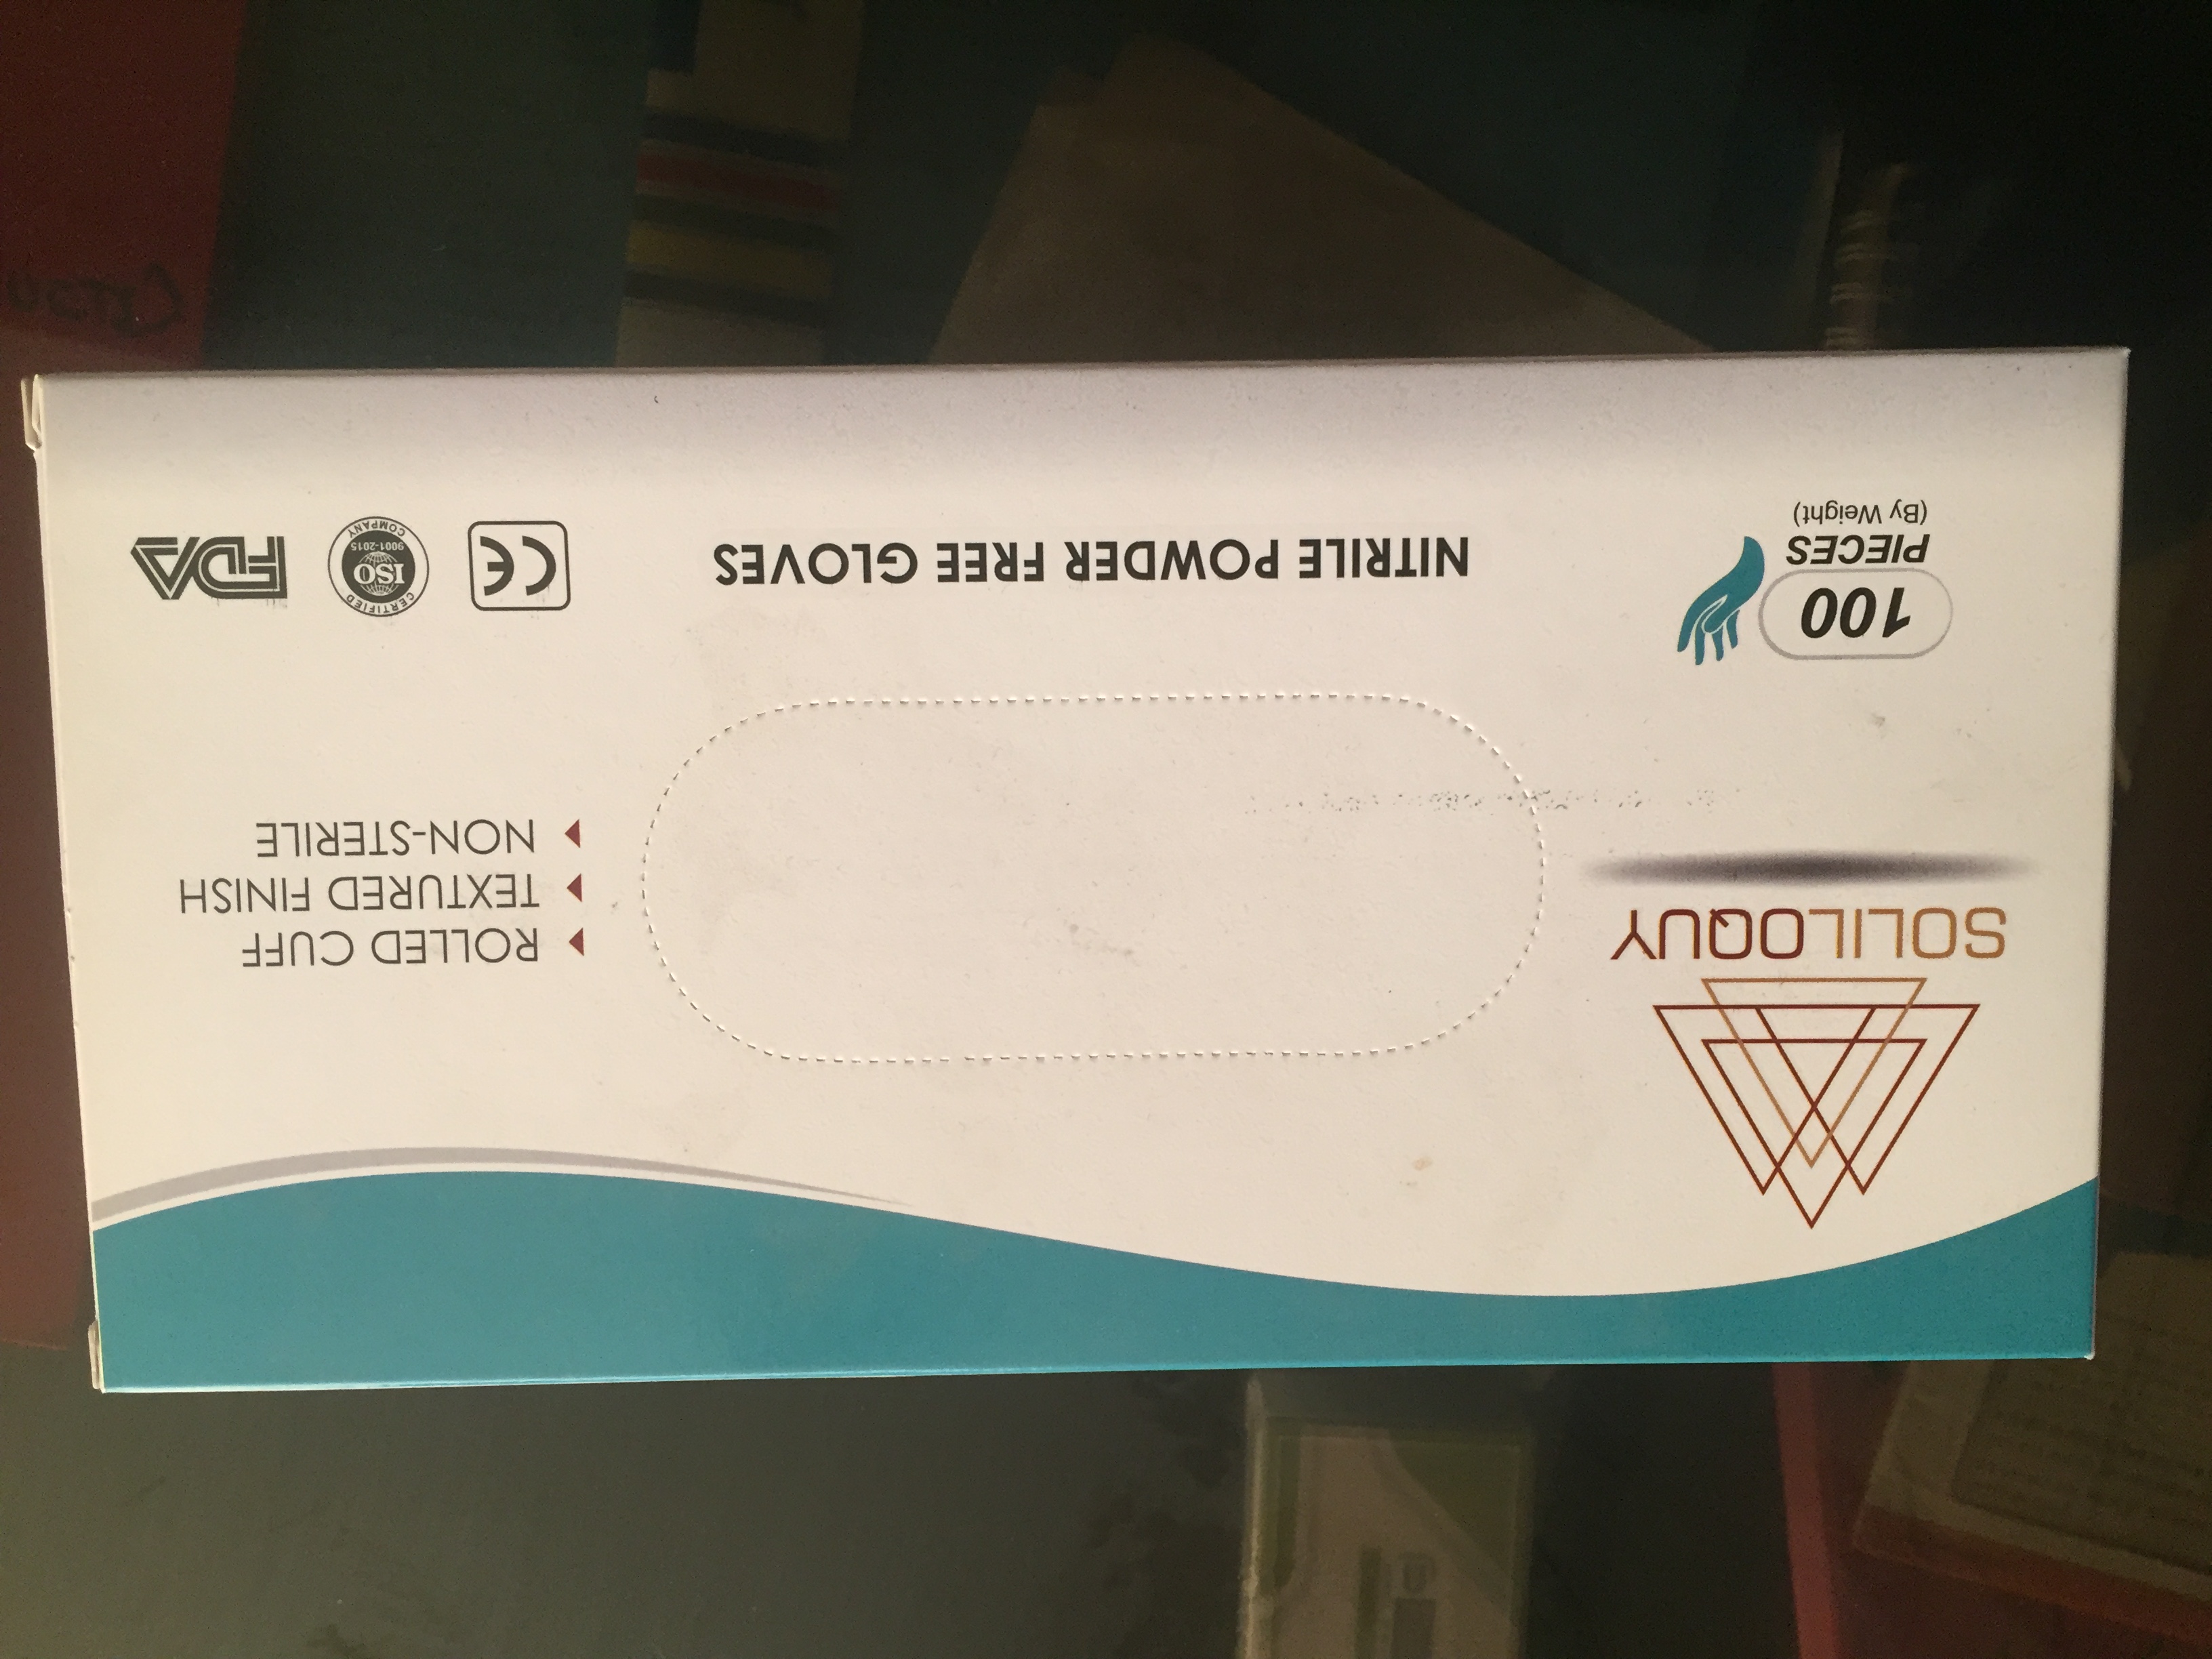 SOLILOQUY
ROLLED CUFF
TEXTURED FINISH
NON-STERILE
100
PIECES
(By Weight)
NITRILE POWDER FREE GLOVES
CE
CERTIFIED
ISO
9001-2015
COMPANY
FDA